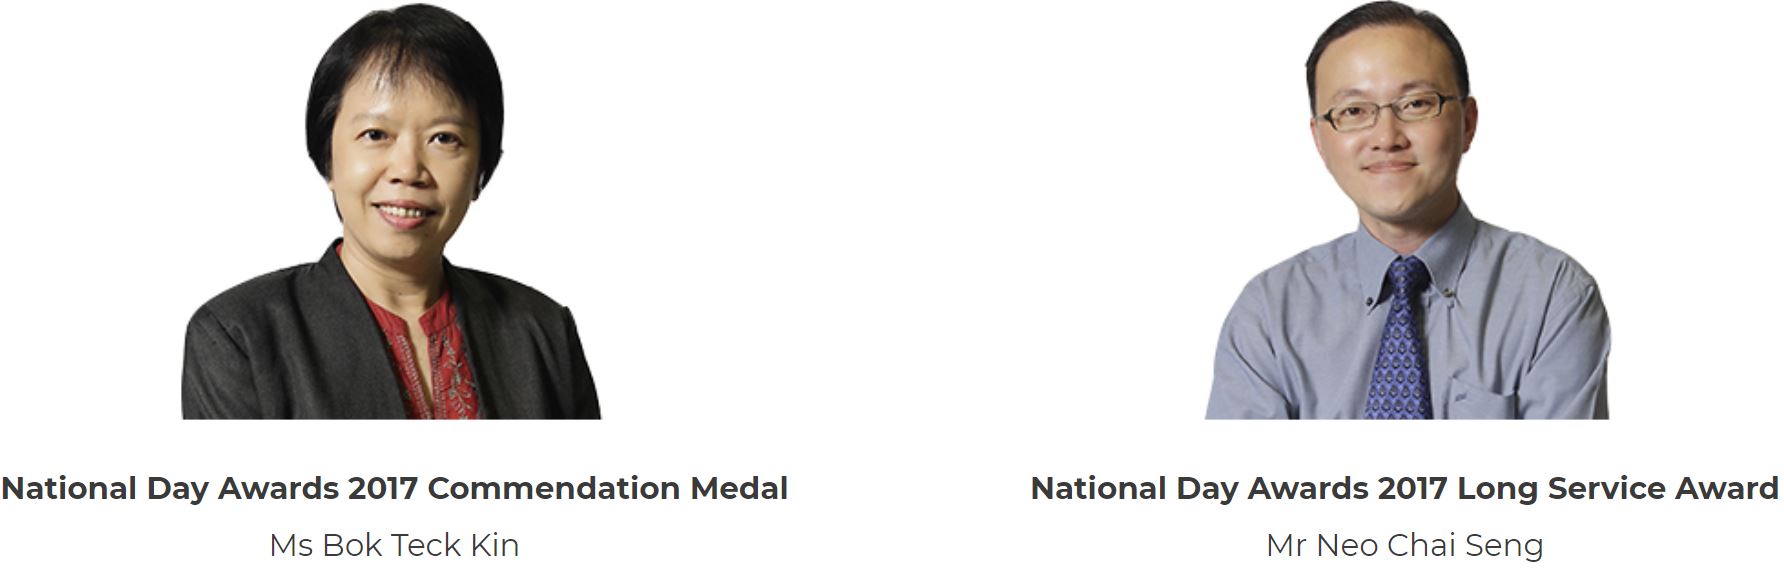 National Day Awards 2017 Commendation Medal
Ms Bok Teck Kin
National Day Awards 2017 Long Service Award
Mr Neo Chai Seng